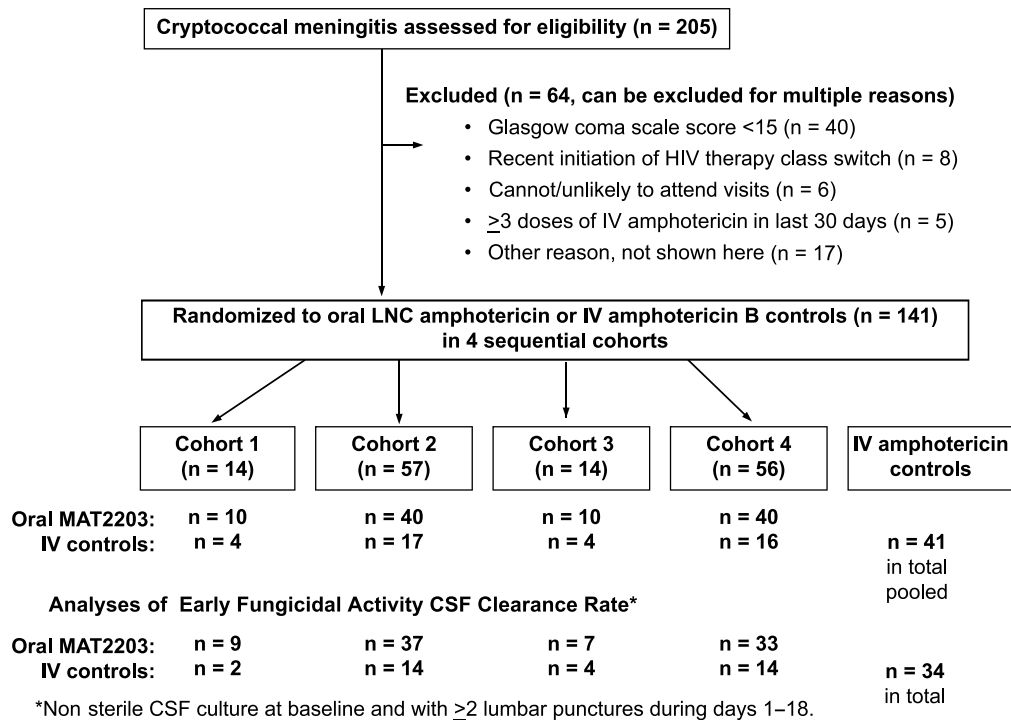 Cryptococcal meningitis assessed for eligibility (n = 205)
Excluded (n = 64, can be excluded for multiple reasons)
• Glasgow coma scale score <15 (n = 40)
• Recent initiation of HIV therapy class switch (n = 8)
• Cannot/unlikely to attend visits (n = 6)
• ≥3 doses of IV amphotericin in last 30 days (n = 5)
• Other reason, not shown here (n = 17)
Randomized to oral LNC amphotericin or IV amphotericin B controls (n = 141)
in 4 sequential cohorts
Cohort 1 Cohort 2 Cohort 3 Cohort 4 IV amphotericin
(n = 14) (n = 57) (n = 14) (n = 56) controls
Oral MAT2203: n = 10 n = 40 n = 10 n = 40
IV controls: n = 4 n = 17 n = 4 n = 16 n = 41
in total
pooled
Analyses of Early Fungicidal Activity CSF Clearance Rate*
Oral MAT2203: n = 9 n = 37 n = 7 n = 33
IV controls: n = 2 n = 14 n = 4 n = 14 n = 34
in total
*Non sterile CSF culture at baseline and with ≥2 lumbar punctures during days 1–18.